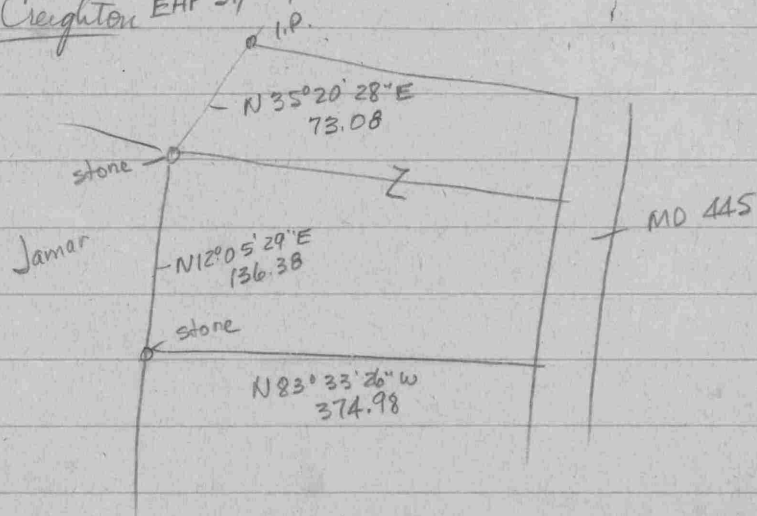 Creighton
I.P.
N 35° 20' 28" E
73.08
stone
Z
MD 445
Jamar
N12° 05' 29" E
136.38
stone
N 83° 33' 26" W
374.98